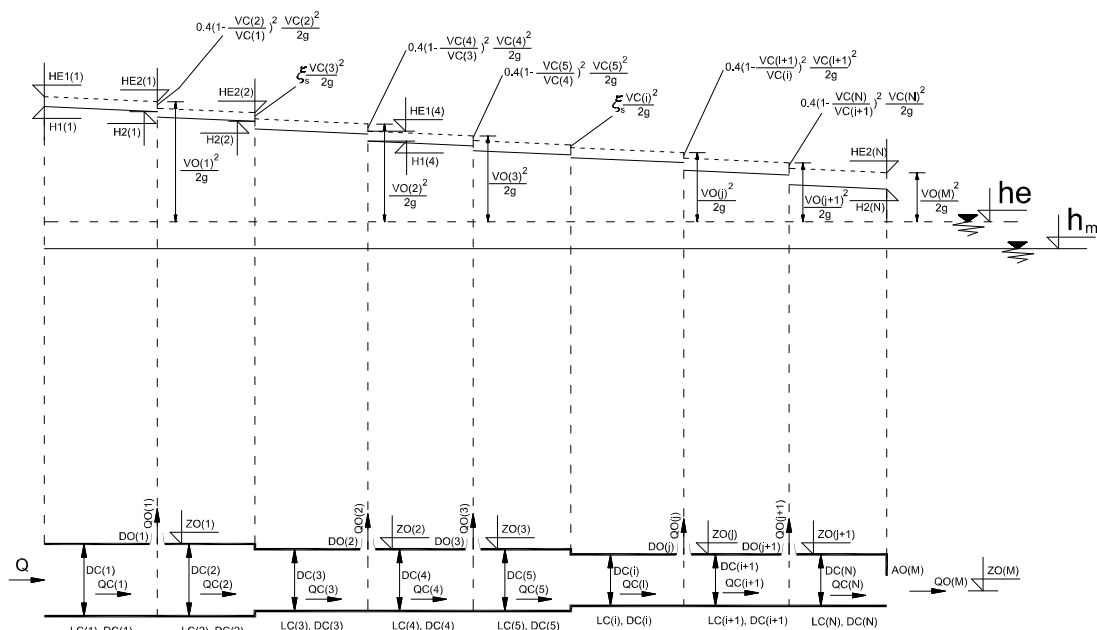 0.4(1-VC(2)/VC(1))² VC(2)²/2g
0.4(1-VC(4)/VC(3))² VC(4)²/2g
0.4(1-VC(5)/VC(4))² VC(5)²/2g
0.4(1-VC(I+1)/VC(i))² VC(I+1)²/2g
0.4(1-VC(N)/VC(i+1))² VC(N)²/2g
ξs VC(3)²/2g
ξs VC(i)²/2g
HE1(1)
HE2(1)
HE2(2)
HE1(4)
HE2(N)
H1(1)
H2(1)
H2(2)
H1(4)
H2(N)
VO(1)²/2g
VO(2)²/2g
VO(3)²/2g
VO(j)²/2g
VO(j+1)²/2g
VO(M)²/2g
he
hm
QO(1)
QO(2)
QO(3)
QO(j)
QO(j+1)
DO(1)
ZO(1)
DO(2)
ZO(2)
DO(3)
ZO(3)
DO(j)
ZO(j)
DO(j+1)
ZO(j+1)
Q
DC(1)
QC(1)
DC(2)
QC(2)
DC(3)
QC(3)
DC(4)
QC(4)
DC(5)
QC(5)
DC(i)
QC(I)
DC(i+1)
QC(i+1)
DC(N)
QC(N)
AO(M)
QO(M)
ZO(M)
LC(1), DC(1)
LC(2), DC(2)
LC(3), DC(3)
LC(4), DC(4)
LC(5), DC(5)
LC(i), DC(i)
LC(i+1), DC(i+1)
LC(N), DC(N)